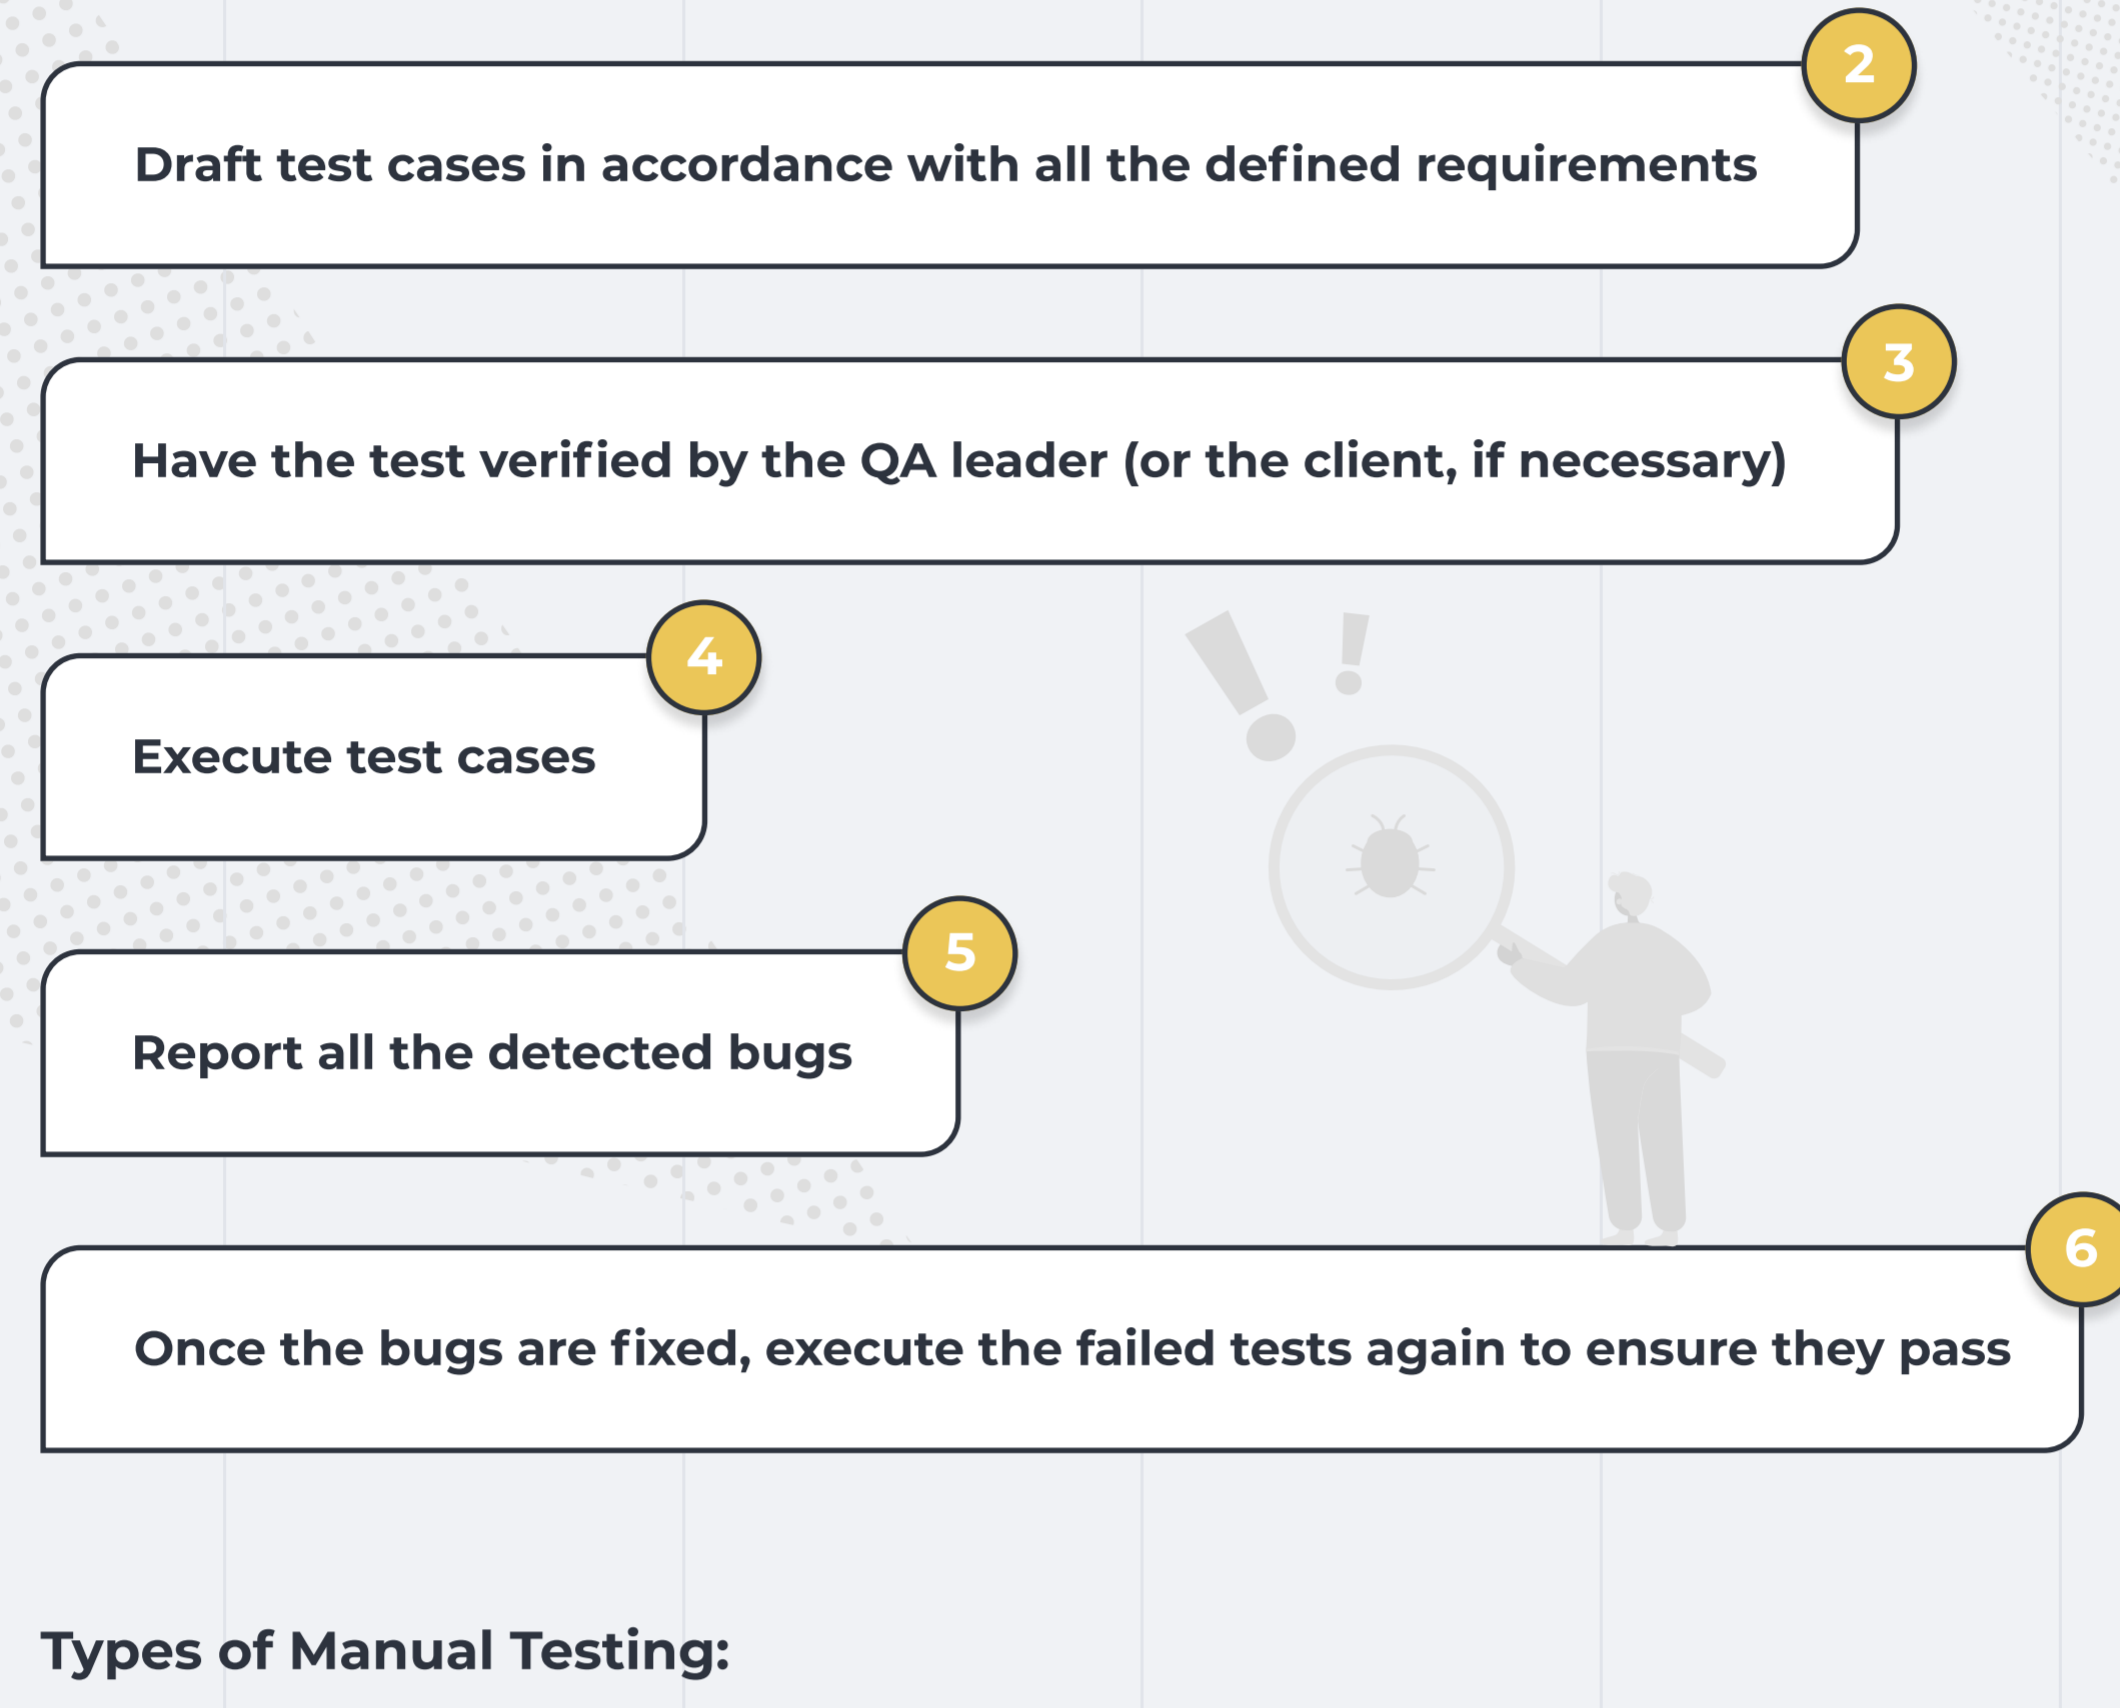 2
Draft test cases in accordance with all the defined requirements
3
Have the test verified by the QA leader (or the client, if necessary)
4
Execute test cases
5
Report all the detected bugs
6
Once the bugs are fixed, execute the failed tests again to ensure they pass
Types of Manual Testing: